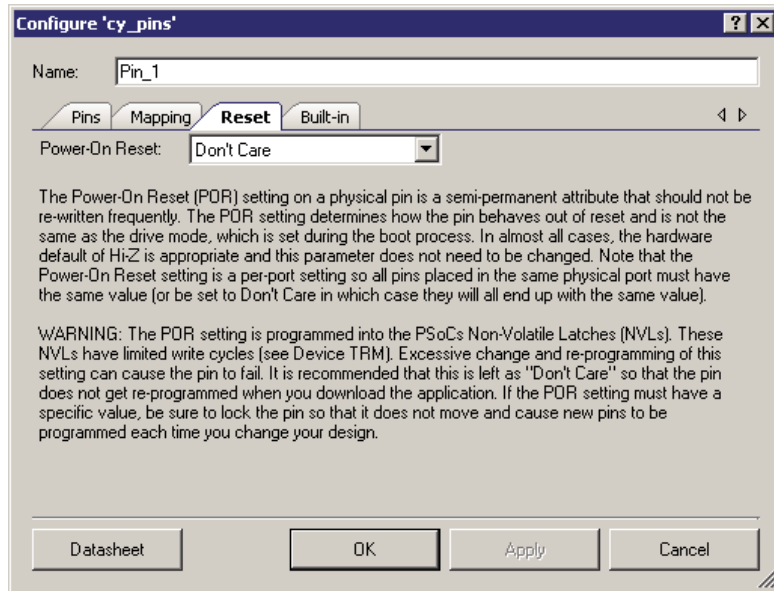 Configure 'cy_pins'
Name: Pin_1
Pins Mapping Reset Built-in
Power-On Reset: Don't Care
The Power-On Reset (POR) setting on a physical pin is a semi-permanent attribute that should not be
re-written frequently. The POR setting determines how the pin behaves out of reset and is not the
same as the drive mode, which is set during the boot process. In almost all cases, the hardware
default of Hi-Z is appropriate and this parameter does not need to be changed. Note that the
Power-On Reset setting is a per-port setting so all pins placed in the same physical port must have
the same value (or be set to Don't Care in which case they will all end up with the same value).
WARNING: The POR setting is programmed into the PSoCs Non-Volatile Latches (NVLs). These
NVLs have limited write cycles (see Device TRM). Excessive change and re-programming of this
setting can cause the pin to fail. It is recommended that this is left as "Don't Care" so that the pin
does not get re-programmed when you download the application. If the POR setting must have a
specific value, be sure to lock the pin so that it does not move and cause new pins to be
programmed each time you change your design.
Datasheet OK Apply Cancel